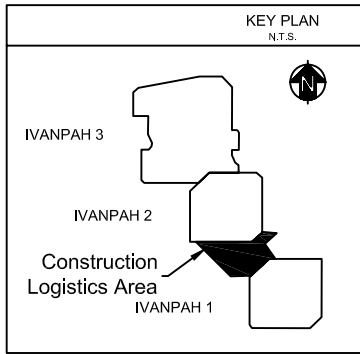 KEY PLAN
N.T.S.
N
IVANPAH 3
IVANPAH 2
Construction
Logistics Area
IVANPAH 1